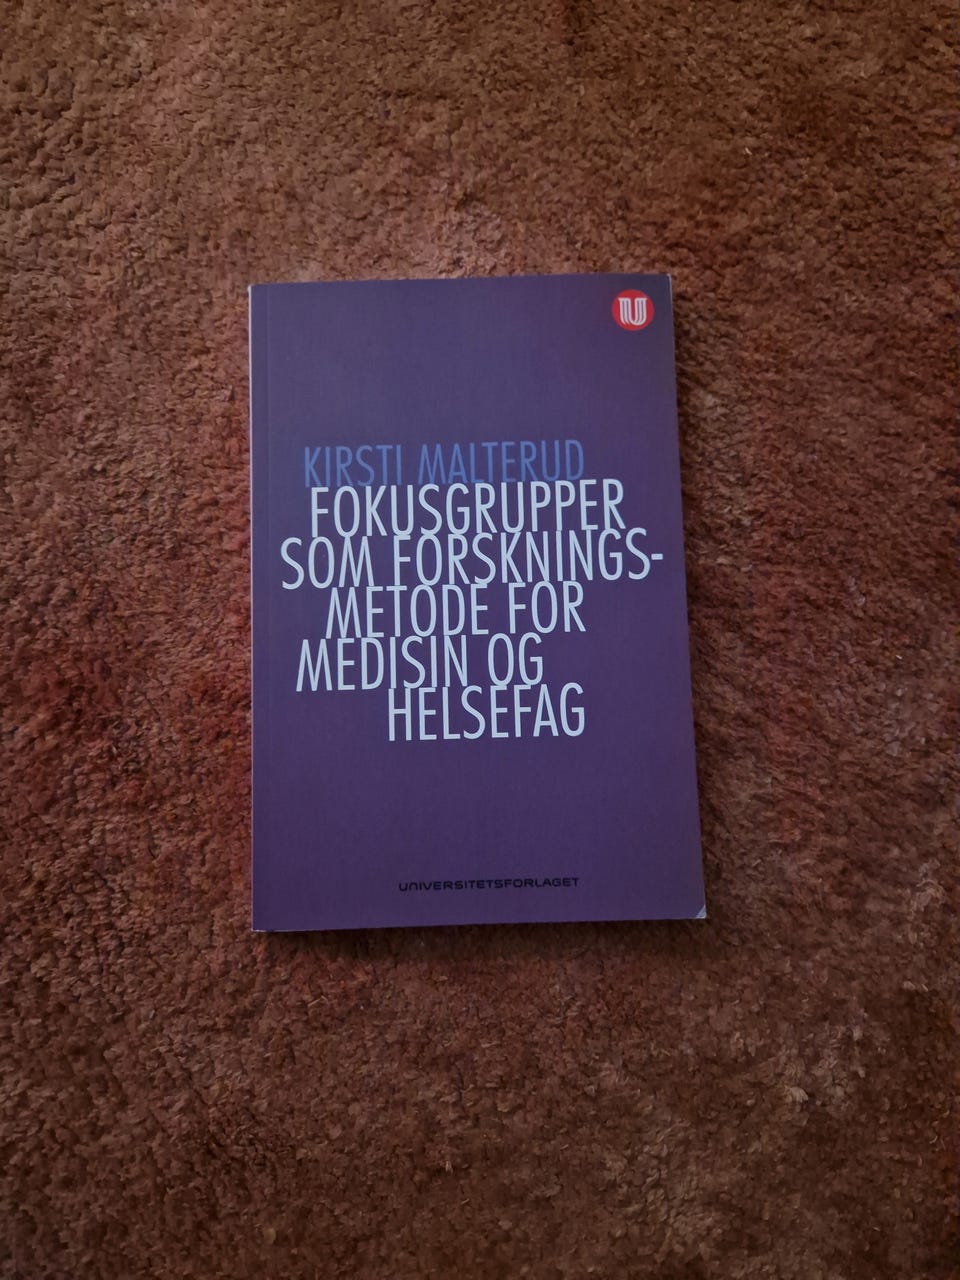 U
KIRSTI MALTERUD
FOKUSGRUPPER
SOM FORSKNINGS-
METODE FOR
MEDISIN OG
HELSEFAG
UNIVERSITETSFORLAGET